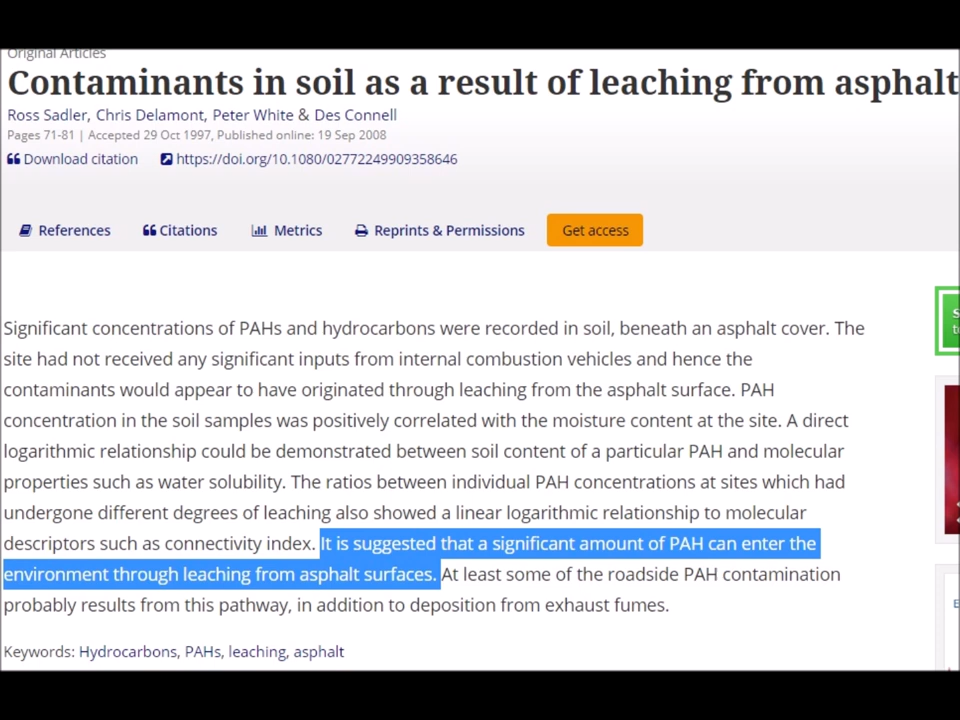 Original Articles
Contaminants in soil as a result of leaching from asphalt
Ross Sadler, Chris Delamont, Peter White & Des Connell
Pages 71-81 | Accepted 29 Oct 1997, Published online: 19 Sep 2008
Download citation https://doi.org/10.1080/02772249909358646
References Citations Metrics Reprints & Permissions Get access
Significant concentrations of PAHs and hydrocarbons were recorded in soil, beneath an asphalt cover. The
site had not received any significant inputs from internal combustion vehicles and hence the
contaminants would appear to have originated through leaching from the asphalt surface. PAH
concentration in the soil samples was positively correlated with the moisture content at the site. A direct
logarithmic relationship could be demonstrated between soil content of a particular PAH and molecular
properties such as water solubility. The ratios between individual PAH concentrations at sites which had
undergone different degrees of leaching also showed a linear logarithmic relationship to molecular
descriptors such as connectivity index. It is suggested that a significant amount of PAH can enter the
environment through leaching from asphalt surfaces. At least some of the roadside PAH contamination
probably results from this pathway, in addition to deposition from exhaust fumes.
Keywords: Hydrocarbons, PAHs, leaching, asphalt